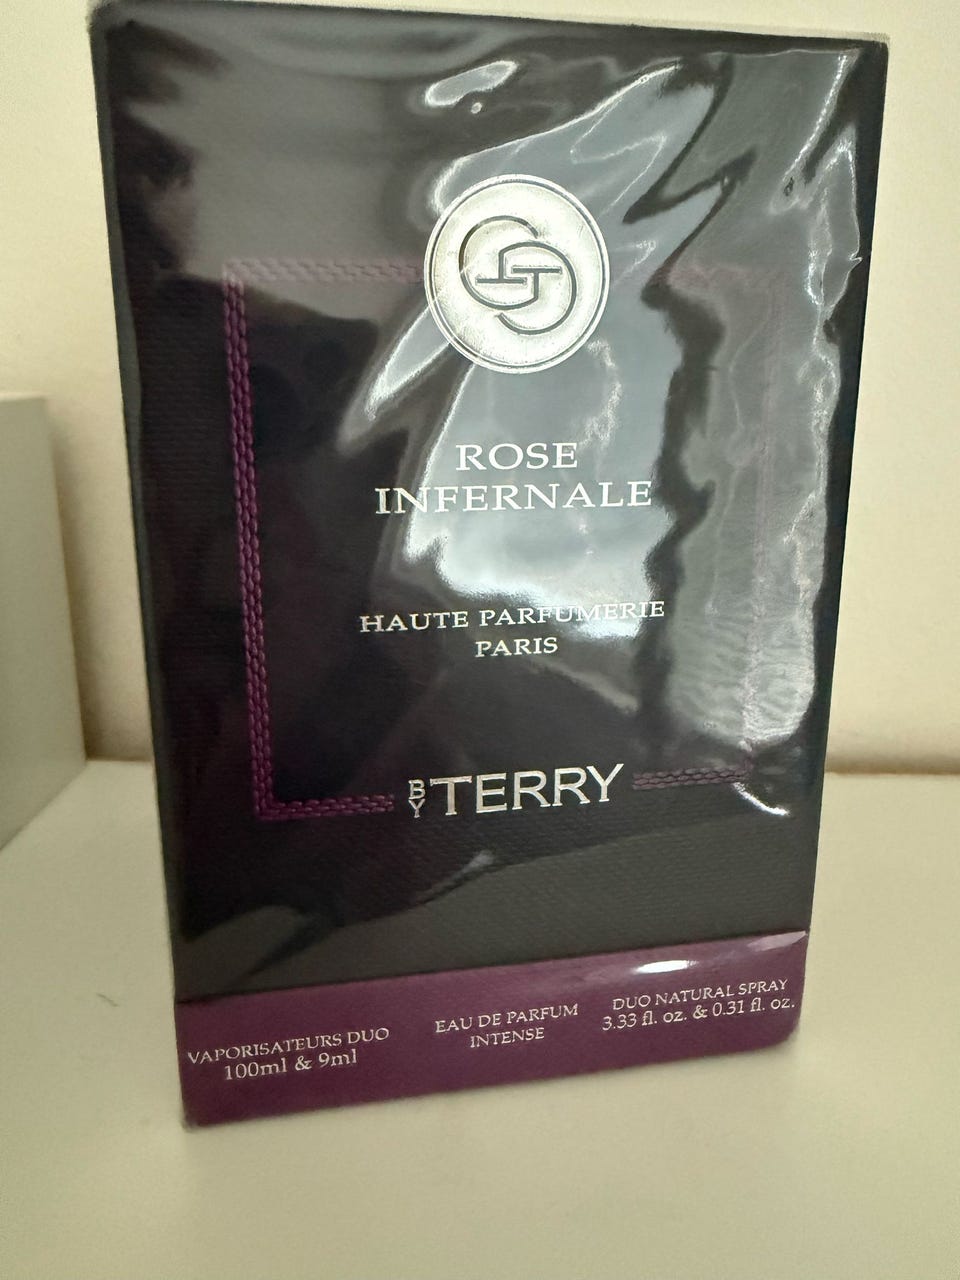 ROSE
INFERNALE
HAUTE PARFUMERIE
PARIS
BY TERRY
VAPORISATEURS DUO
100ml & 9ml
EAU DE PARFUM
INTENSE
DUO NATURAL SPRAY
3.33 fl. oz. & 0.31 fl. oz.